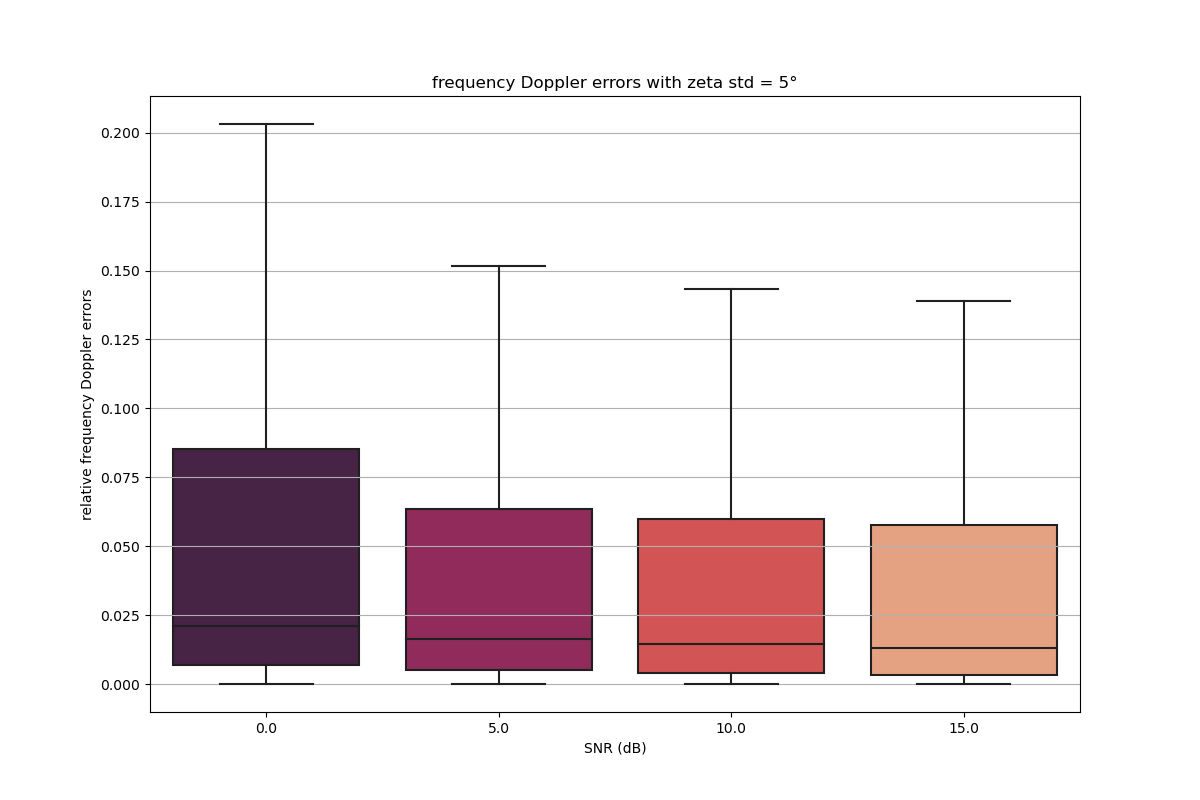 frequency Doppler errors with zeta std = 5°
relative frequency Doppler errors
0.200
0.175
0.150
0.125
0.100
0.075
0.050
0.025
0.000
0.0 5.0 10.0 15.0
SNR (dB)